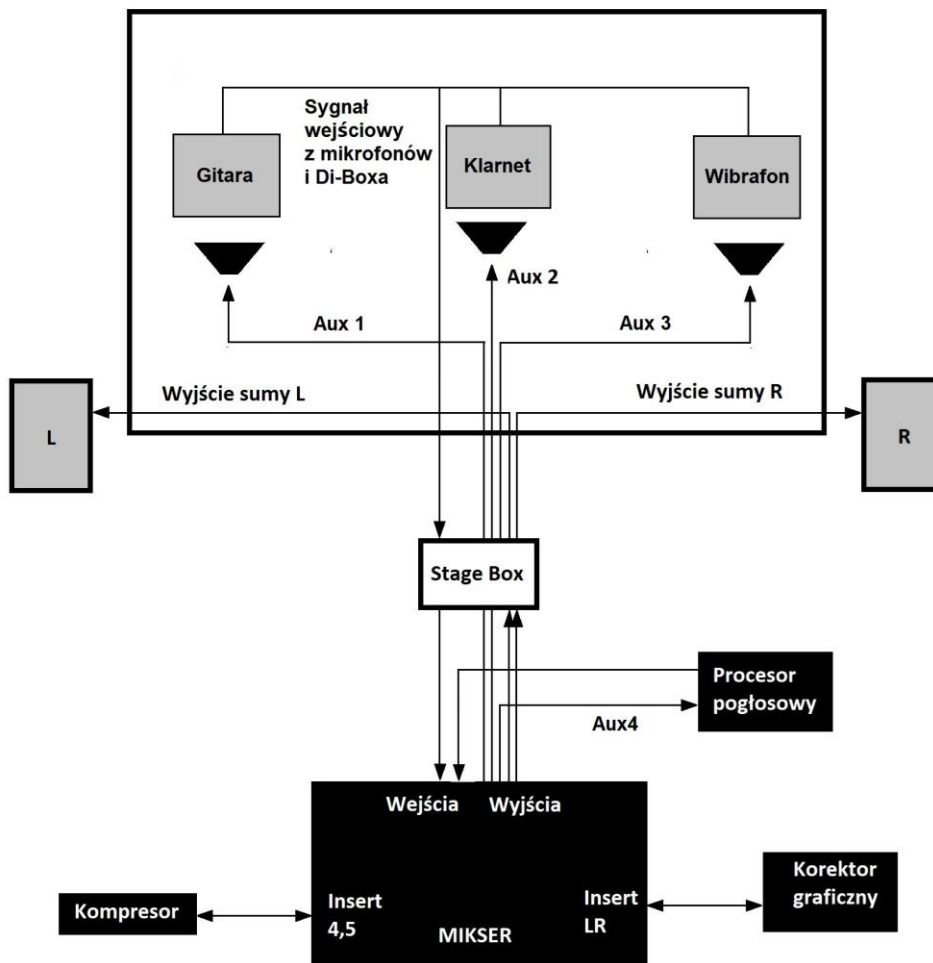 Sygnał
wejściowy
z mikrofonów
i Di-Boxa
Gitara
Klarnet
Wibrafon
Aux 2
Aux 1
Aux 3
Wyjście sumy L
Wyjście sumy R
L
R
Stage Box
Procesor
pogłosowy
Aux4
Wejścia
Wyjścia
Kompresor
Insert
4,5
MIKSER
Insert
LR
Korektor
graficzny